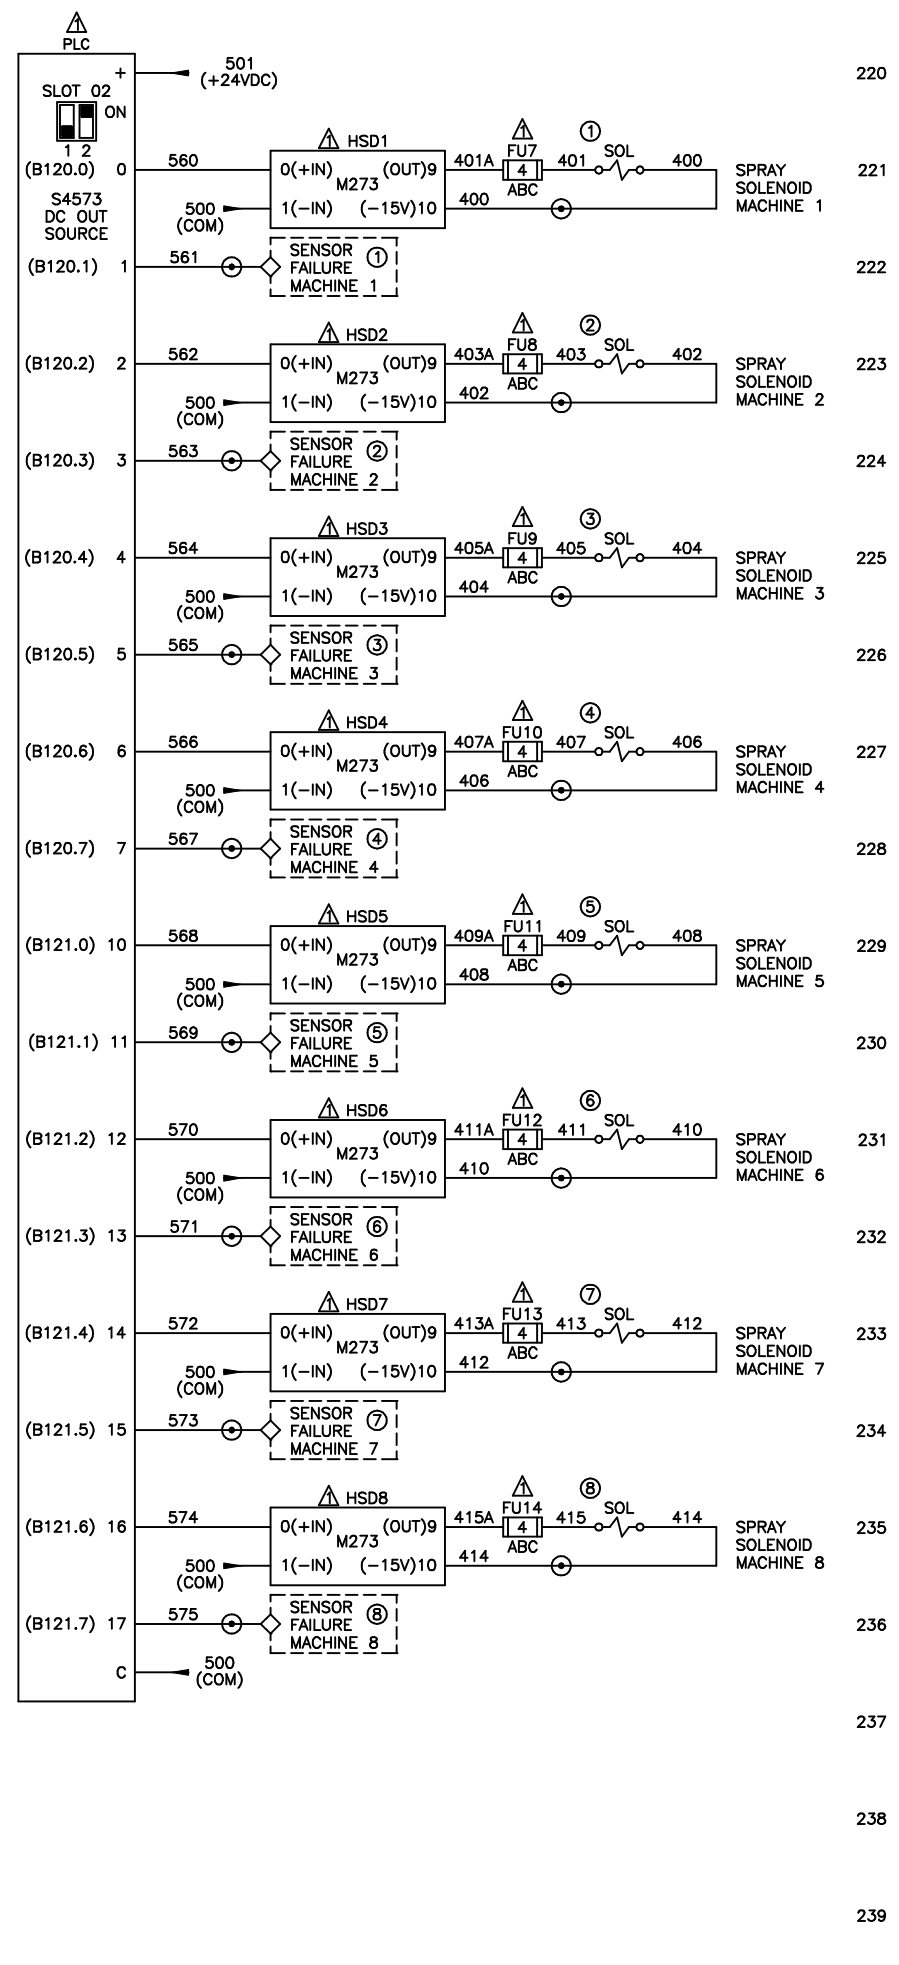 1
PLC
+
501
(+24VDC)
220
SLOT 02
ON
1 2
(B120.0) 0
560
1 HSD1
0(+IN) (OUT)9
M273
1(-IN) (-15V)10
500
(COM)
401A
1
FU7
4
ABC
401
1
SOL
400
400
SPRAY
SOLENOID
MACHINE 1
221
S4573
DC OUT
SOURCE
(B120.1) 1
561
SENSOR
FAILURE
MACHINE 1
1
222
(B120.2) 2
562
1 HSD2
0(+IN) (OUT)9
M273
1(-IN) (-15V)10
500
(COM)
403A
1
FU8
4
ABC
403
2
SOL
402
402
SPRAY
SOLENOID
MACHINE 2
223
(B120.3) 3
563
SENSOR
FAILURE
MACHINE 2
2
224
(B120.4) 4
564
1 HSD3
0(+IN) (OUT)9
M273
1(-IN) (-15V)10
500
(COM)
405A
1
FU9
4
ABC
405
3
SOL
404
404
SPRAY
SOLENOID
MACHINE 3
225
(B120.5) 5
565
SENSOR
FAILURE
MACHINE 3
3
226
(B120.6) 6
566
1 HSD4
0(+IN) (OUT)9
M273
1(-IN) (-15V)10
500
(COM)
407A
1
FU10
4
ABC
407
4
SOL
406
406
SPRAY
SOLENOID
MACHINE 4
227
(B120.7) 7
567
SENSOR
FAILURE
MACHINE 4
4
228
(B121.0) 10
568
1 HSD5
0(+IN) (OUT)9
M273
1(-IN) (-15V)10
500
(COM)
409A
1
FU11
4
ABC
409
5
SOL
408
408
SPRAY
SOLENOID
MACHINE 5
229
(B121.1) 11
569
SENSOR
FAILURE
MACHINE 5
5
230
(B121.2) 12
570
1 HSD6
0(+IN) (OUT)9
M273
1(-IN) (-15V)10
500
(COM)
411A
1
FU12
4
ABC
411
6
SOL
410
410
SPRAY
SOLENOID
MACHINE 6
231
(B121.3) 13
571
SENSOR
FAILURE
MACHINE 6
6
232
(B121.4) 14
572
1 HSD7
0(+IN) (OUT)9
M273
1(-IN) (-15V)10
500
(COM)
413A
1
FU13
4
ABC
413
7
SOL
412
412
SPRAY
SOLENOID
MACHINE 7
233
(B121.5) 15
573
SENSOR
FAILURE
MACHINE 7
7
234
(B121.6) 16
574
1 HSD8
0(+IN) (OUT)9
M273
1(-IN) (-15V)10
500
(COM)
415A
1
FU14
4
ABC
415
8
SOL
414
414
SPRAY
SOLENOID
MACHINE 8
235
(B121.7) 17
575
SENSOR
FAILURE
MACHINE 8
8
236
C
500
(COM)
237
238
239